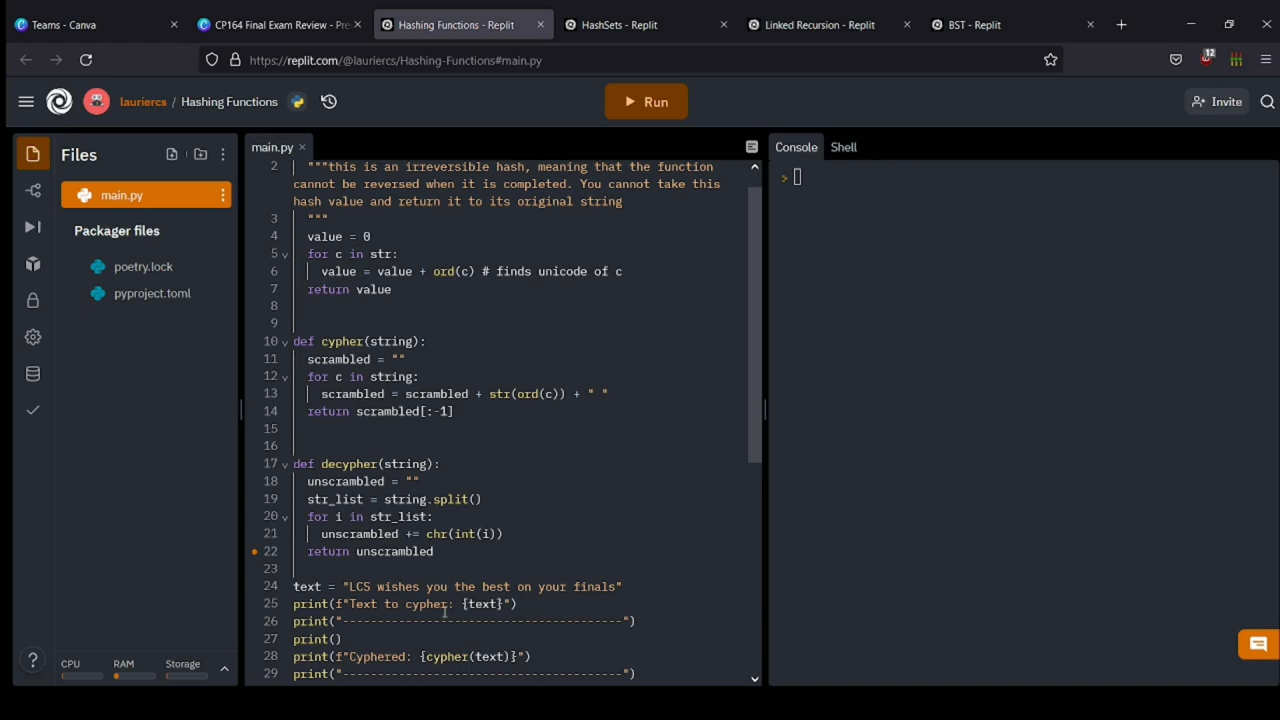 Teams - Canva
CP164 Final Exam Review - Pre
Hashing Functions - Replit
HashSets - Replit
Linked Recursion - Replit
BST - Replit
https://replit.com/@lauriercs/Hashing-Functions#main.py
12
lauriercs / Hashing Functions
Run
Invite
Files
main.py
Packager files
poetry.lock
pyproject.toml
CPU RAM Storage
main.py
2 """this is an irreversible hash, meaning that the function
cannot be reversed when it is completed. You cannot take this
hash value and return it to its original string
3 """
4 value = 0
5 for c in str:
6 value = value + ord(c) # finds unicode of c
7 return value
8
9
10 def cypher(string):
11 scrambled = ""
12 for c in string:
13 scrambled = scrambled + str(ord(c)) + " "
14 return scrambled[:-1]
15
16
17 def decypher(string):
18 unscrambled = ""
19 str_list = string.split()
20 for i in str_list:
21 unscrambled += chr(int(i))
22 return unscrambled
23
24 text = "LCS wishes you the best on your finals"
25 print(f"Text to cypher: {text}")
26 print("----------------------------------------")
27 print()
28 print(f"Cyphered: {cypher(text)}")
29 print("----------------------------------------")
Console Shell
>